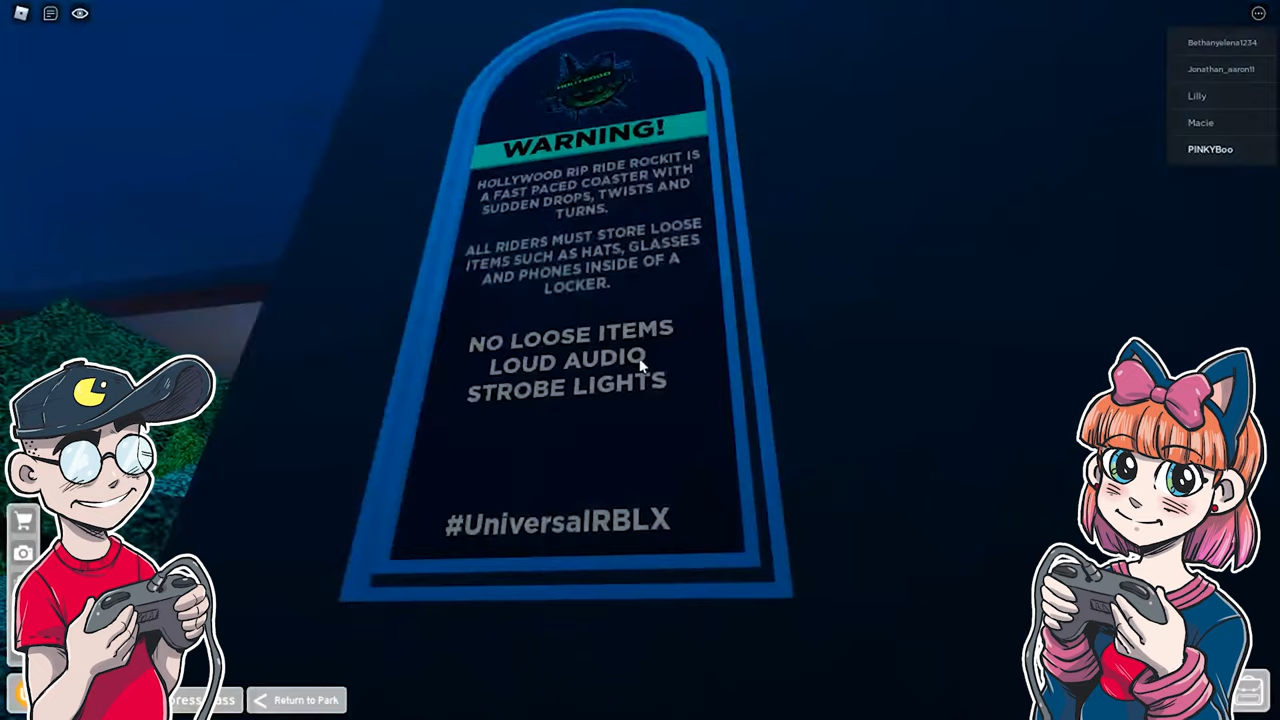 Bethanyelena1234
Jonathan_aaron11
Lilly
Macie
PINKYBoo
WARNING!
HOLLYWOOD RIP RIDE ROCKIT IS
A FAST PACED COASTER WITH
SUDDEN DROPS, TWISTS AND
TURNS.
ALL RIDERS MUST STORE LOOSE
ITEMS SUCH AS HATS, GLASSES
AND PHONES INSIDE OF A
LOCKER.
NO LOOSE ITEMS
LOUD AUDIO
STROBE LIGHTS
#UniversalRBLX
Return to Park